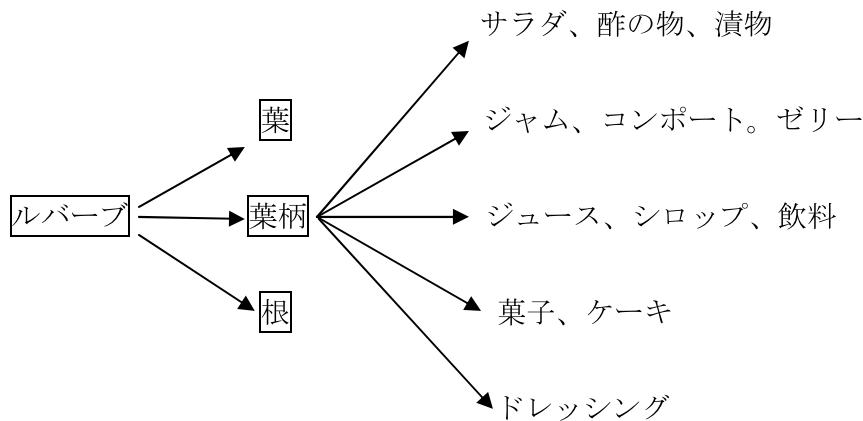 サラダ、酢の物、漬物
葉
ジャム、コンポート。ゼリー
ルバーブ
葉柄
ジュース、シロップ、飲料
根
菓子、ケーキ
ドレッシング